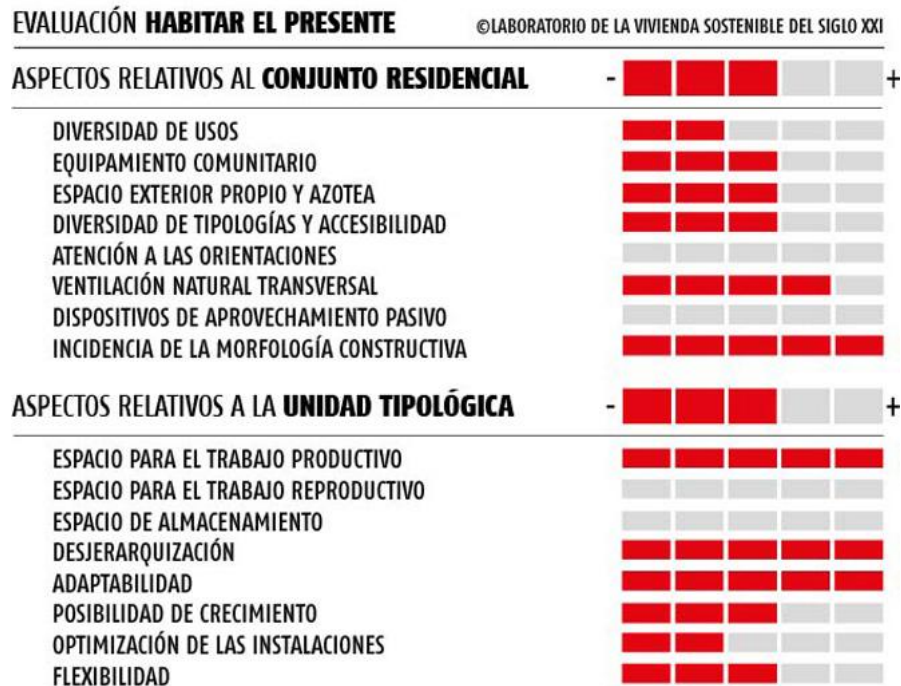 EVALUACIÓN HABITAR EL PRESENTE ©LABORATORIO DE LA VIVIENDA SOSTENIBLE DEL SIGLO XXI
ASPECTOS RELATIVOS AL CONJUNTO RESIDENCIAL - +
DIVERSIDAD DE USOS
EQUIPAMIENTO COMUNITARIO
ESPACIO EXTERIOR PROPIO Y AZOTEA
DIVERSIDAD DE TIPOLOGÍAS Y ACCESIBILIDAD
ATENCIÓN A LAS ORIENTACIONES
VENTILACIÓN NATURAL TRANSVERSAL
DISPOSITIVOS DE APROVECHAMIENTO PASIVO
INCIDENCIA DE LA MORFOLOGÍA CONSTRUCTIVA
ASPECTOS RELATIVOS A LA UNIDAD TIPOLÓGICA - +
ESPACIO PARA EL TRABAJO PRODUCTIVO
ESPACIO PARA EL TRABAJO REPRODUCTIVO
ESPACIO DE ALMACENAMIENTO
DESJERARQUIZACIÓN
ADAPTABILIDAD
POSIBILIDAD DE CRECIMIENTO
OPTIMIZACIÓN DE LAS INSTALACIONES
FLEXIBILIDAD